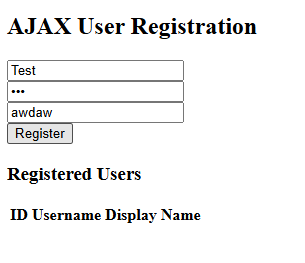 AJAX User Registration
Test
•••
awdaw
Register
Registered Users
ID Username Display Name